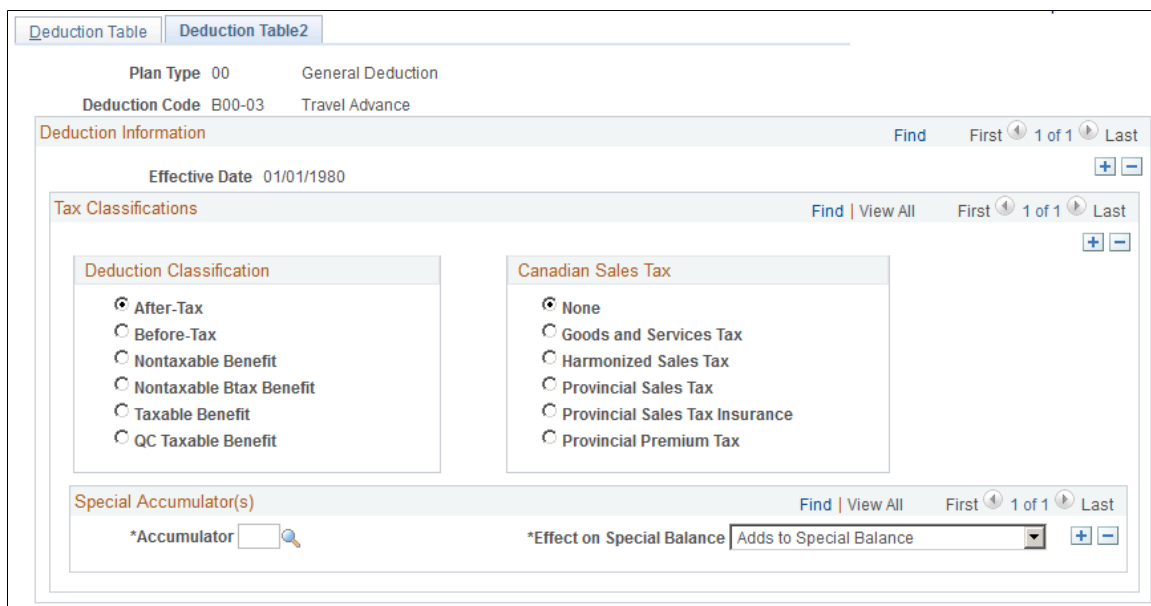 Deduction Table Deduction Table2
Plan Type 00 General Deduction
Deduction Code B00-03 Travel Advance
Deduction Information Find First 1 of 1 Last
Effective Date 01/01/1980
Tax Classifications Find | View All First 1 of 1 Last
Deduction Classification Canadian Sales Tax
After-Tax None
Before-Tax Goods and Services Tax
Nontaxable Benefit Harmonized Sales Tax
Nontaxable Btax Benefit Provincial Sales Tax
Taxable Benefit Provincial Sales Tax Insurance
QC Taxable Benefit Provincial Premium Tax
Special Accumulator(s) Find | View All First 1 of 1 Last
*Accumulator *Effect on Special Balance Adds to Special Balance